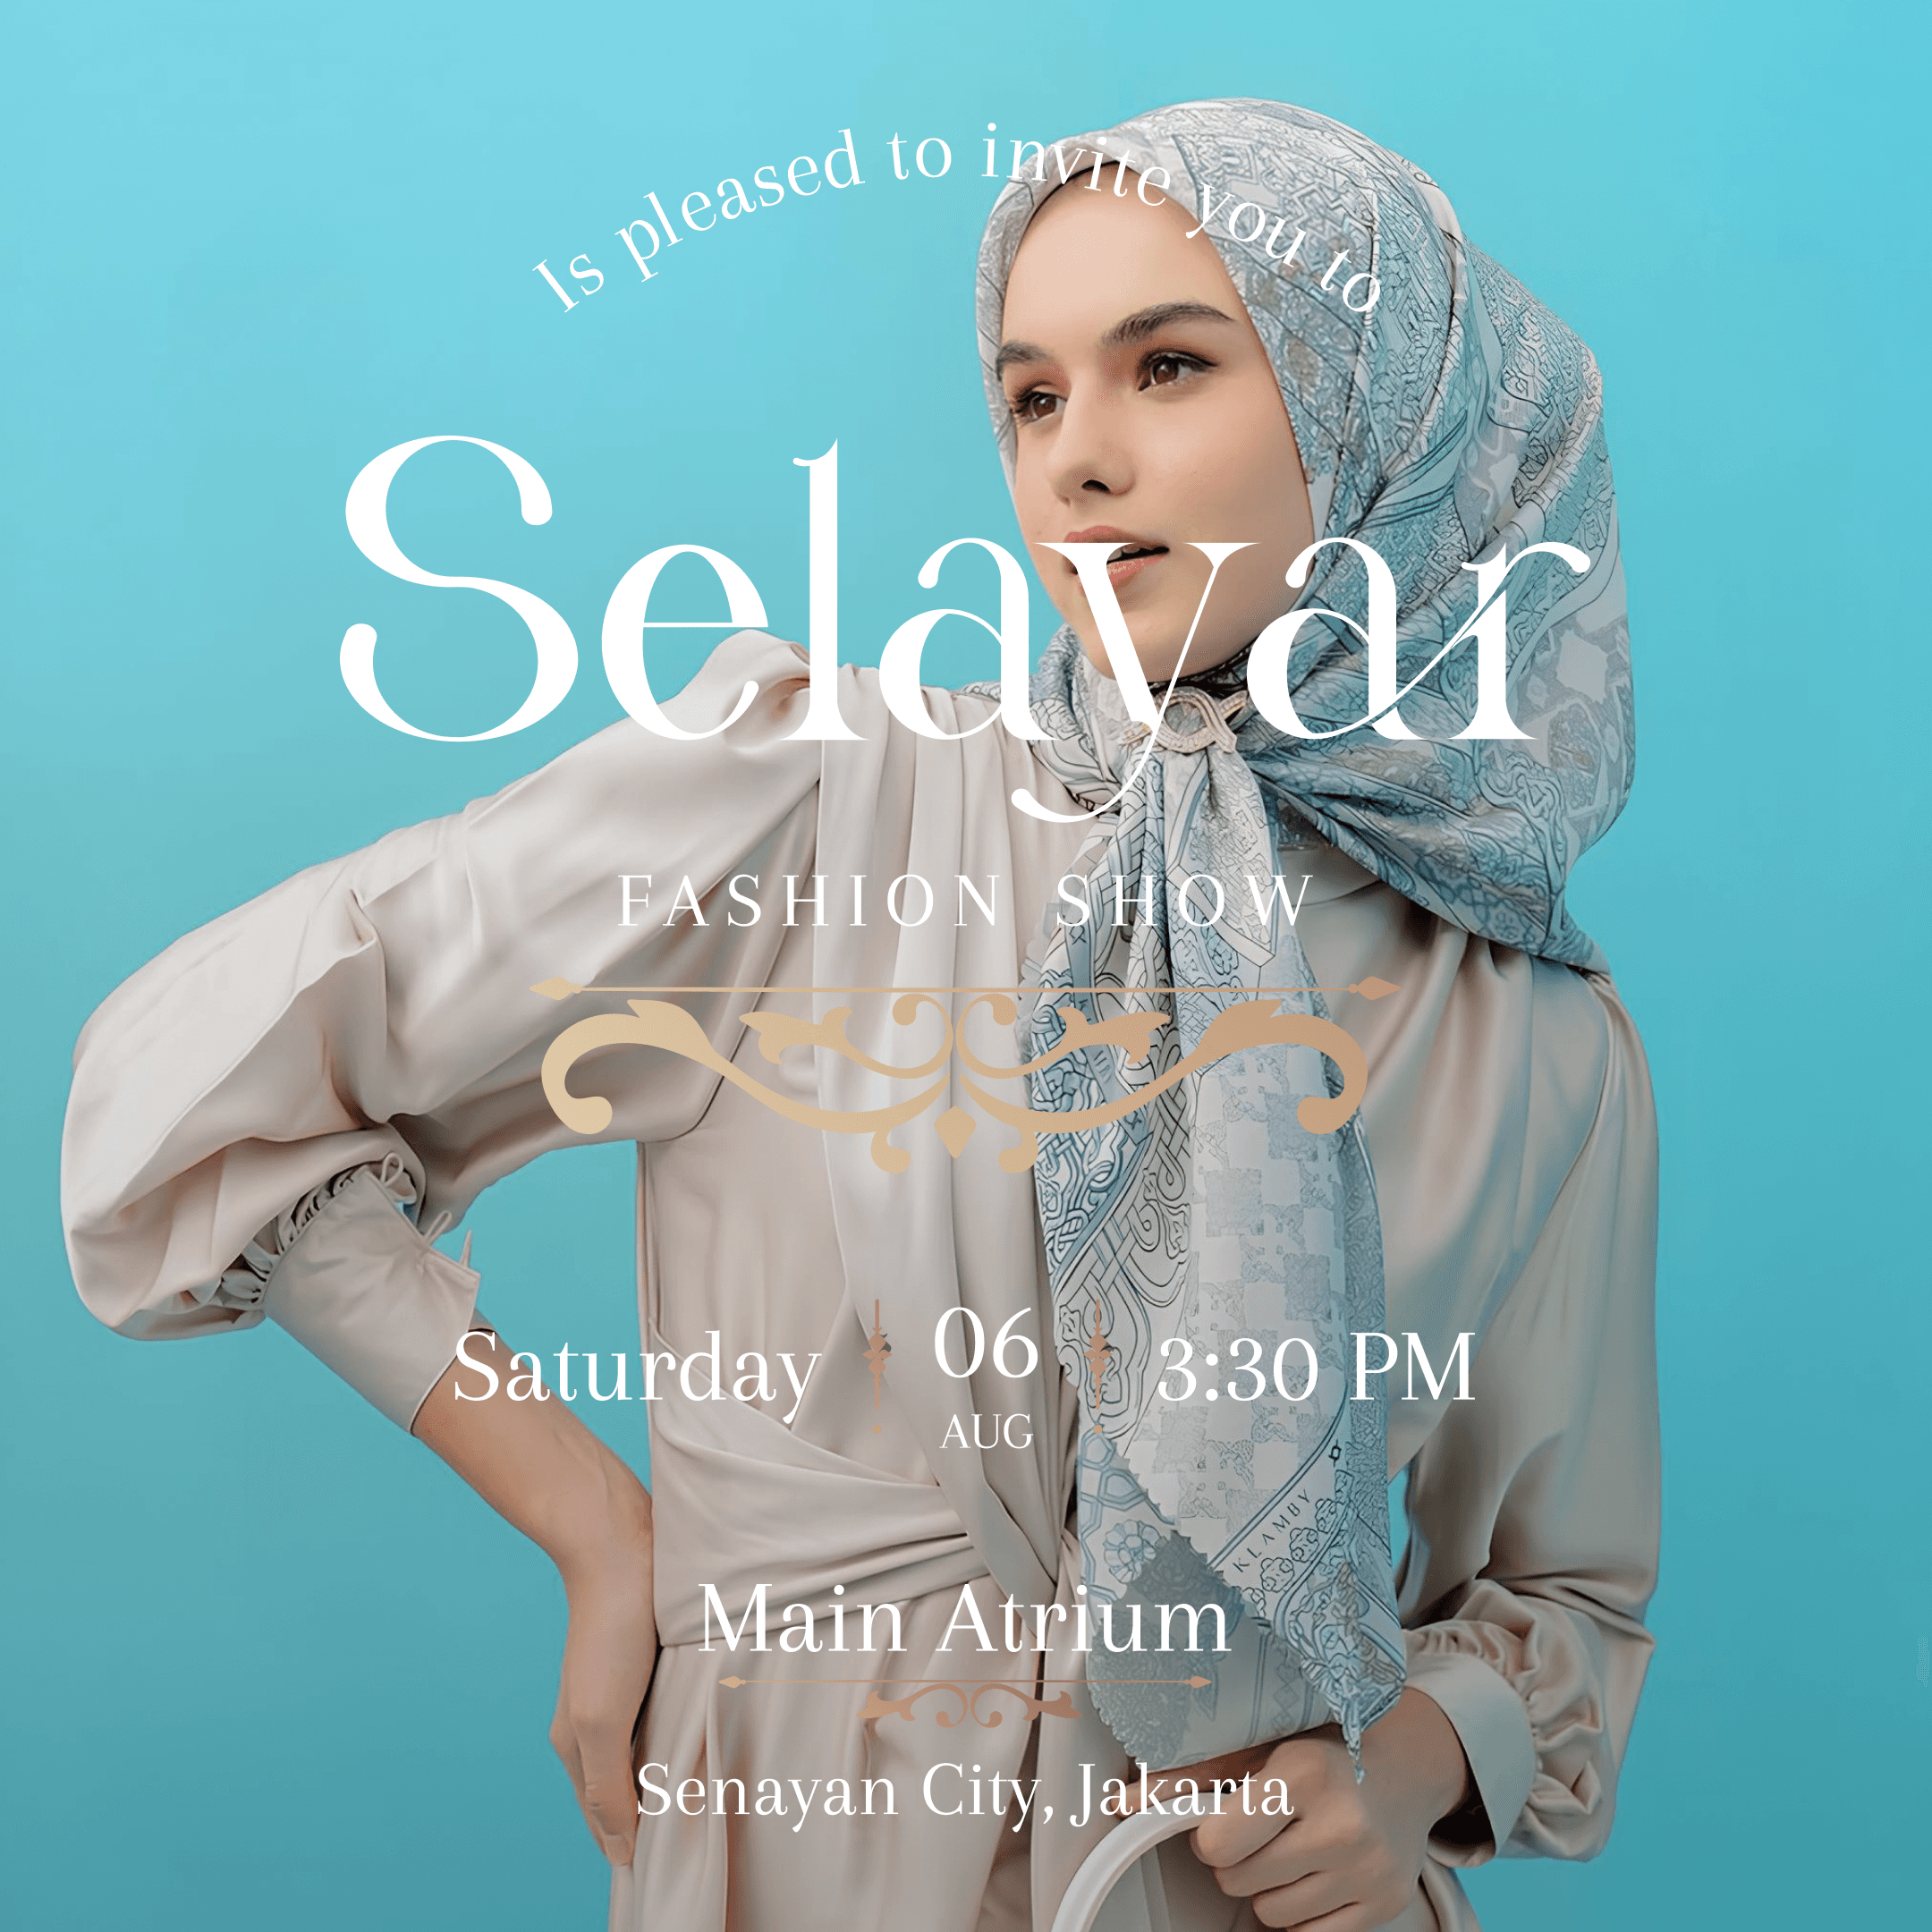 Is pleased to invite you to
Selayar
FASHION SHOW
Saturday
06
AUG
3:30 PM
KLAMBY
Main Atrium
Senayan City, Jakarta